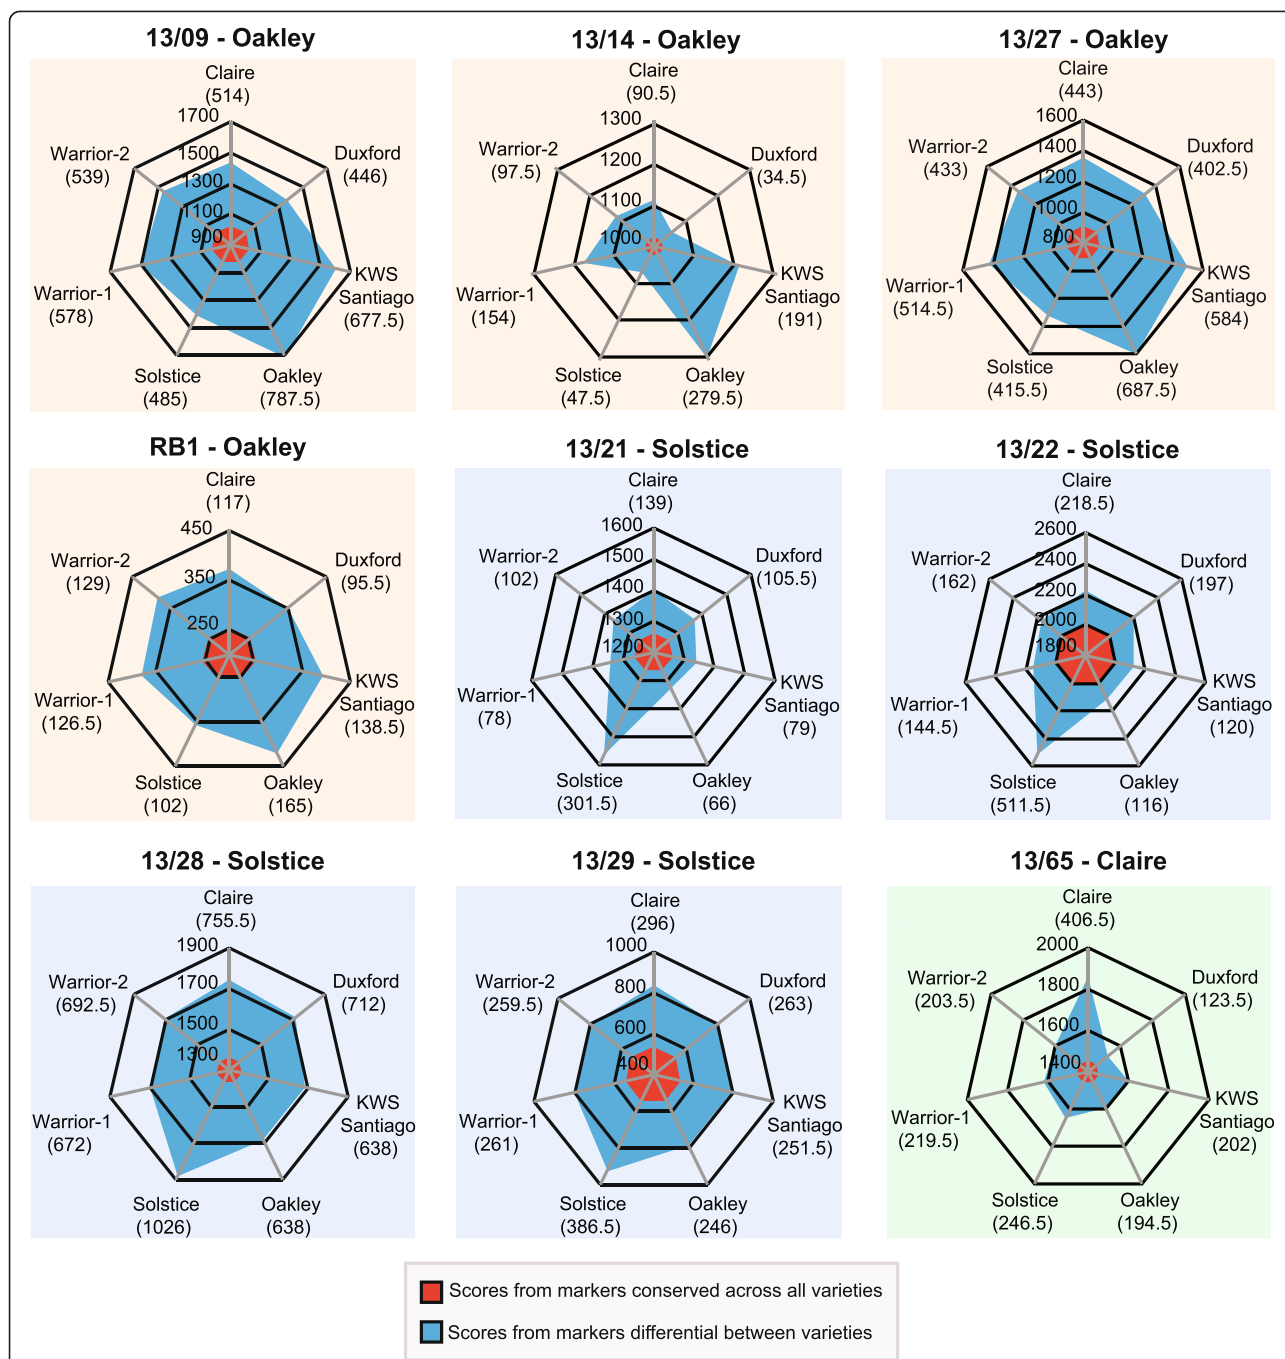 13/09 - Oakley
Claire
(514)
1700
1500
1300
1100
900
Warrior-2
(539)
Duxford
(446)
Warrior-1
(578)
KWS
Santiago
(677.5)
Solstice
(485)
Oakley
(787.5)
13/14 - Oakley
Claire
(90.5)
1300
1200
1100
1000
Warrior-2
(97.5)
Duxford
(34.5)
Warrior-1
(154)
KWS
Santiago
(191)
Solstice
(47.5)
Oakley
(279.5)
13/27 - Oakley
Claire
(443)
1600
1400
1200
1000
800
Warrior-2
(433)
Duxford
(402.5)
Warrior-1
(514.5)
KWS
Santiago
(584)
Solstice
(415.5)
Oakley
(687.5)
RB1 - Oakley
Claire
(117)
450
350
250
Warrior-2
(129)
Duxford
(95.5)
Warrior-1
(126.5)
KWS
Santiago
(138.5)
Solstice
(102)
Oakley
(165)
13/21 - Solstice
Claire
(139)
1600
1500
1400
1300
1200
Warrior-2
(102)
Duxford
(105.5)
Warrior-1
(78)
KWS
Santiago
(79)
Solstice
(301.5)
Oakley
(66)
13/22 - Solstice
Claire
(218.5)
2600
2400
2200
2000
1800
Warrior-2
(162)
Duxford
(197)
Warrior-1
(144.5)
KWS
Santiago
(120)
Solstice
(511.5)
Oakley
(116)
13/28 - Solstice
Claire
(755.5)
1900
1700
1500
1300
Warrior-2
(692.5)
Duxford
(712)
Warrior-1
(672)
KWS
Santiago
(638)
Solstice
(1026)
Oakley
(638)
13/29 - Solstice
Claire
(296)
1000
800
600
400
Warrior-2
(259.5)
Duxford
(263)
Warrior-1
(261)
KWS
Santiago
(251.5)
Solstice
(386.5)
Oakley
(246)
13/65 - Claire
Claire
(406.5)
2000
1800
1600
1400
Warrior-2
(203.5)
Duxford
(123.5)
Warrior-1
(219.5)
KWS
Santiago
(202)
Solstice
(246.5)
Oakley
(194.5)
Scores from markers conserved across all varieties
Scores from markers differential between varieties